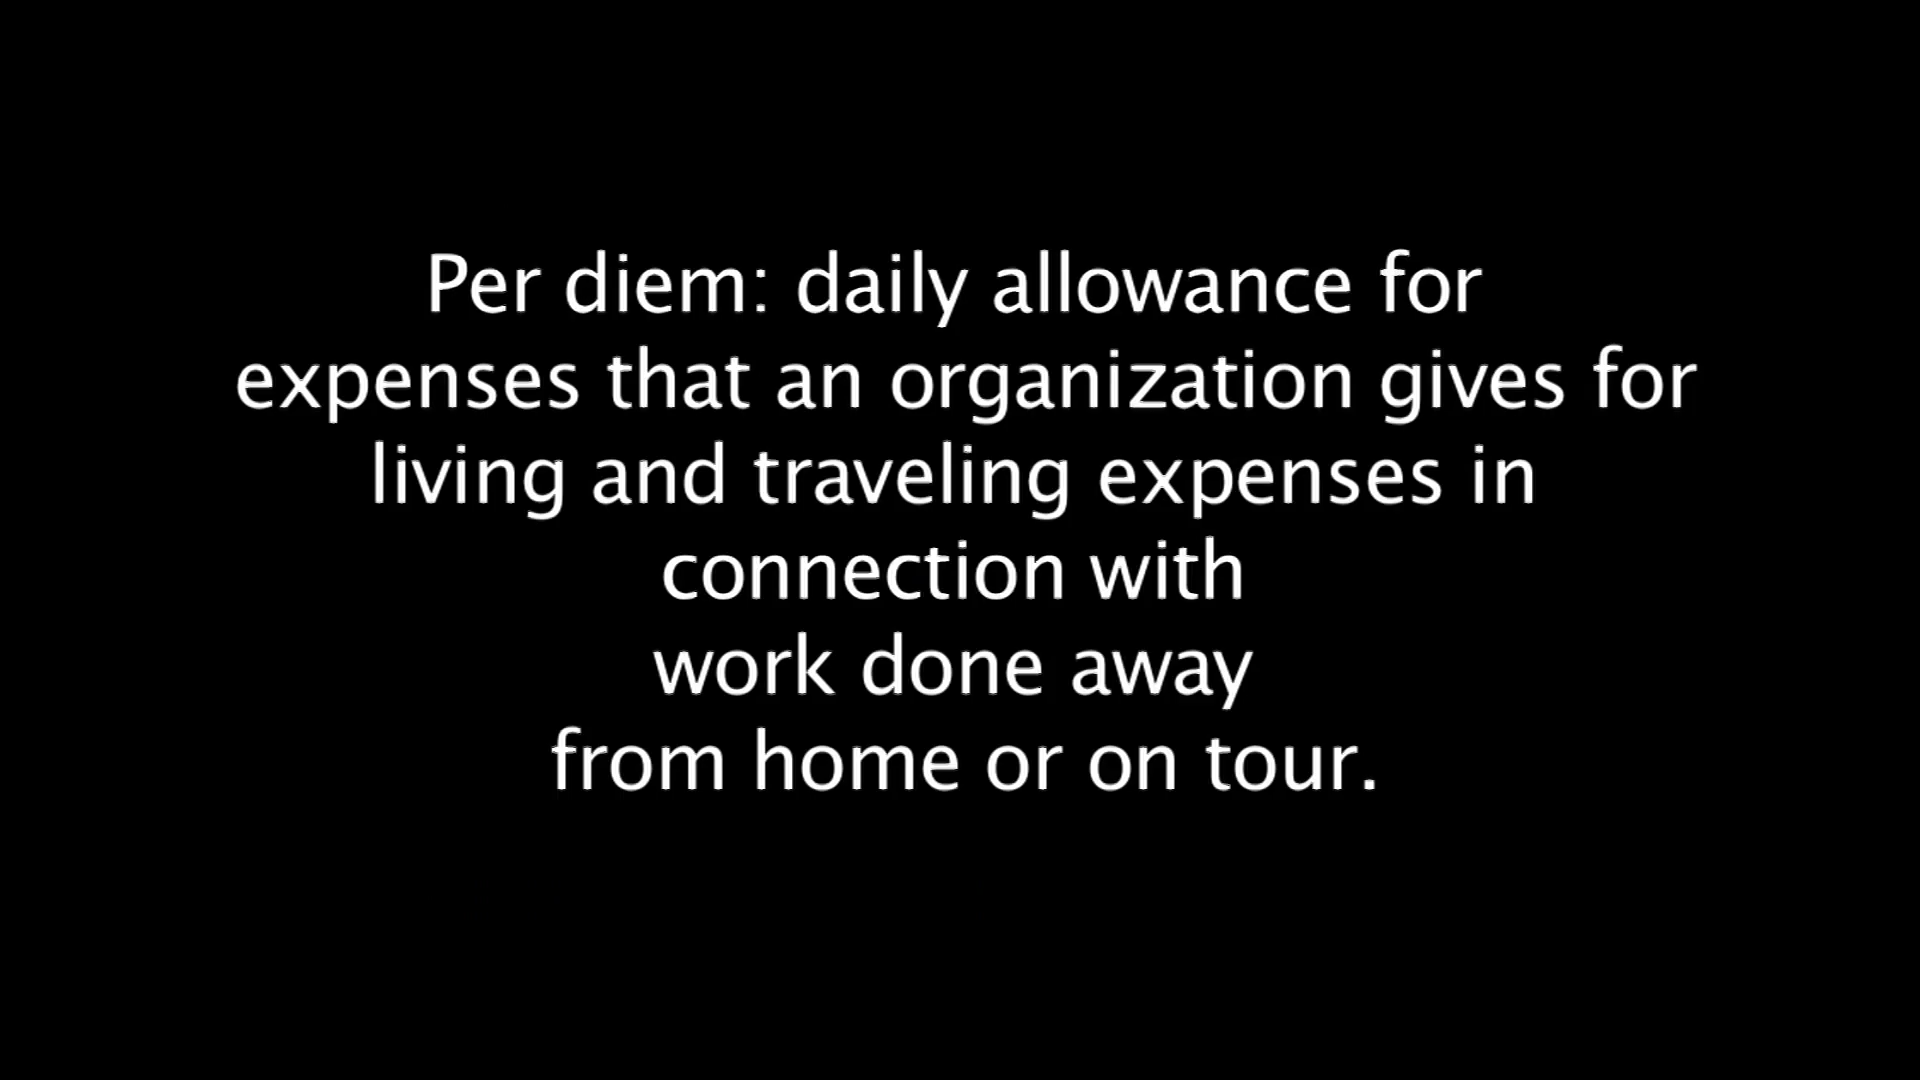 Per diem: daily allowance for
expenses that an organization gives for
living and traveling expenses in
connection with
work done away
from home or on tour.